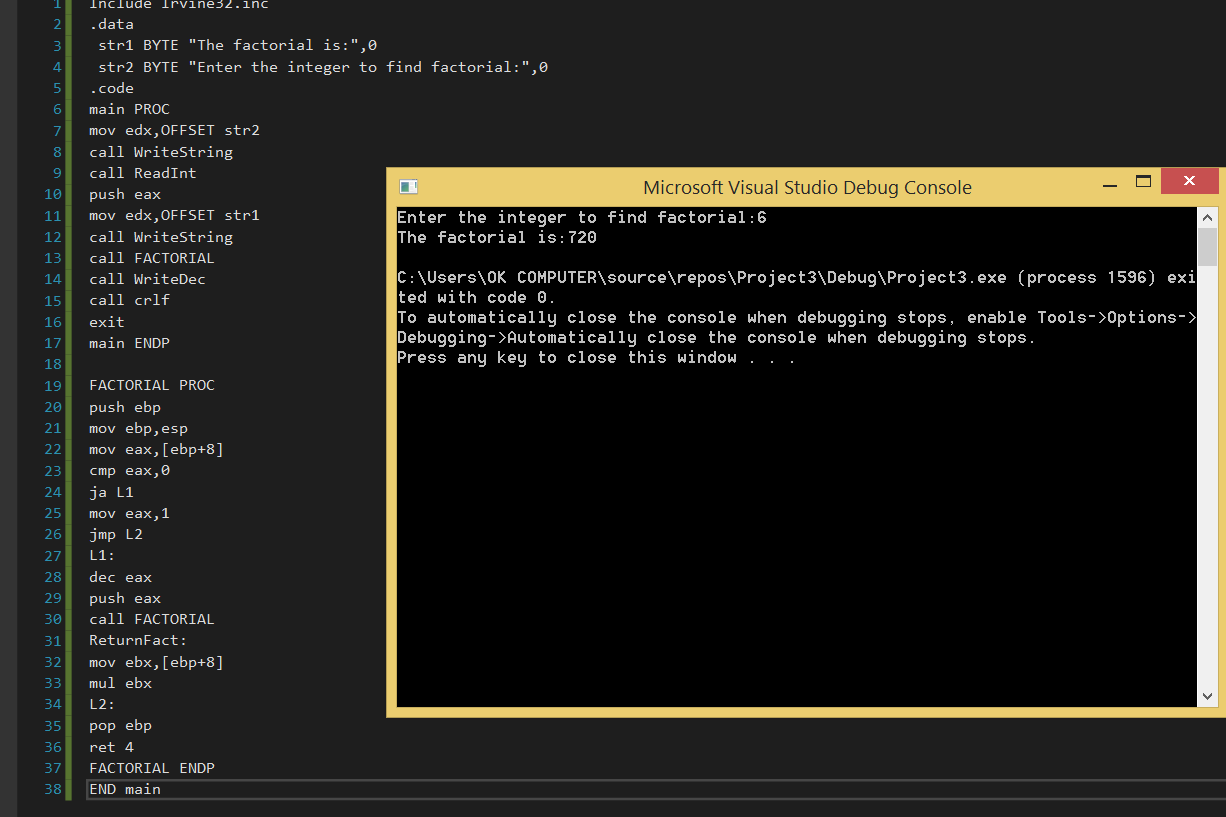 1 Include Irvine32.inc
2 .data
3 str1 BYTE "The factorial is:",0
4 str2 BYTE "Enter the integer to find factorial:",0
5 .code
6 main PROC
7 mov edx,OFFSET str2
8 call WriteString
9 call ReadInt
10 push eax
11 mov edx,OFFSET str1
12 call WriteString
13 call FACTORIAL
14 call WriteDec
15 call crlf
16 exit
17 main ENDP
18
19 FACTORIAL PROC
20 push ebp
21 mov ebp,esp
22 mov eax,[ebp+8]
23 cmp eax,0
24 ja L1
25 mov eax,1
26 jmp L2
27 L1:
28 dec eax
29 push eax
30 call FACTORIAL
31 ReturnFact:
32 mov ebx,[ebp+8]
33 mul ebx
34 L2:
35 pop ebp
36 ret 4
37 FACTORIAL ENDP
38 END main
Microsoft Visual Studio Debug Console
Enter the integer to find factorial:6
The factorial is:720
C:\Users\OK COMPUTER\source\repos\Project3\Debug\Project3.exe (process 1596) exi
ted with code 0.
To automatically close the console when debugging stops, enable Tools->Options->
Debugging->Automatically close the console when debugging stops.
Press any key to close this window . . .